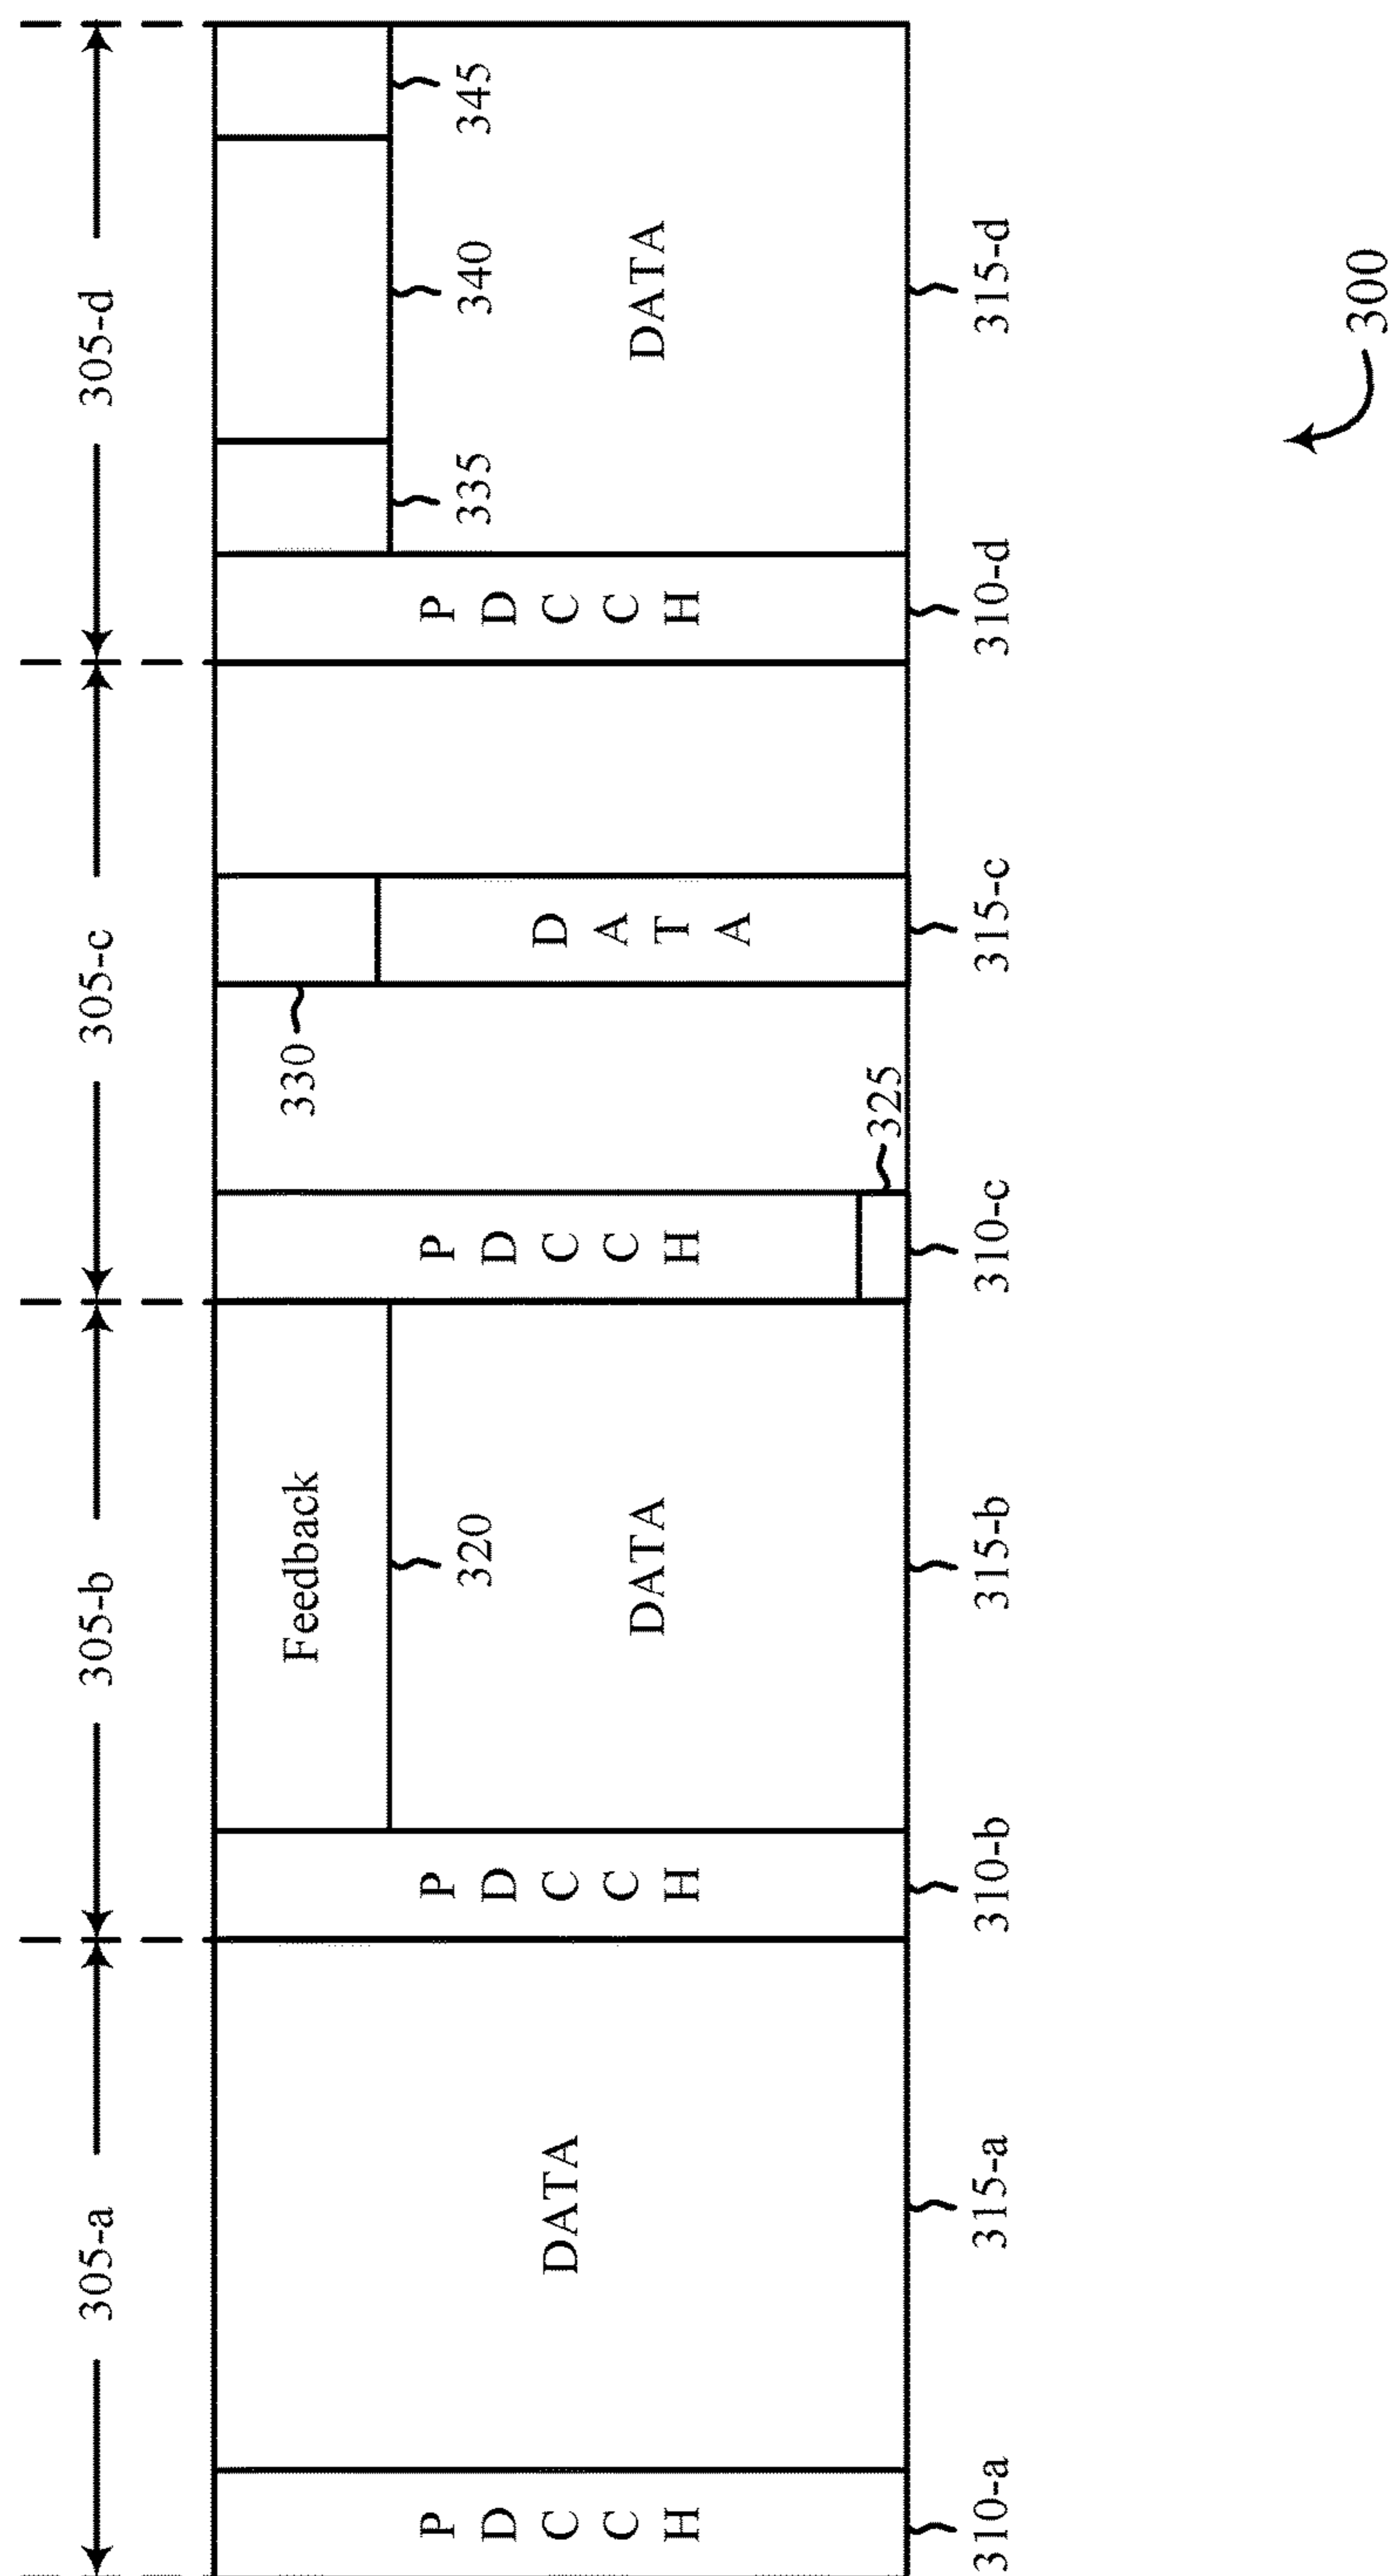 305-a
305-b
305-c
305-d
PDCCH
DATA
PDCCH
Feedback
320
DATA
PDCCH
325
330
DATA
PDCCH
335
340
345
DATA
310-a
315-a
310-b
315-b
310-c
315-c
310-d
315-d
300